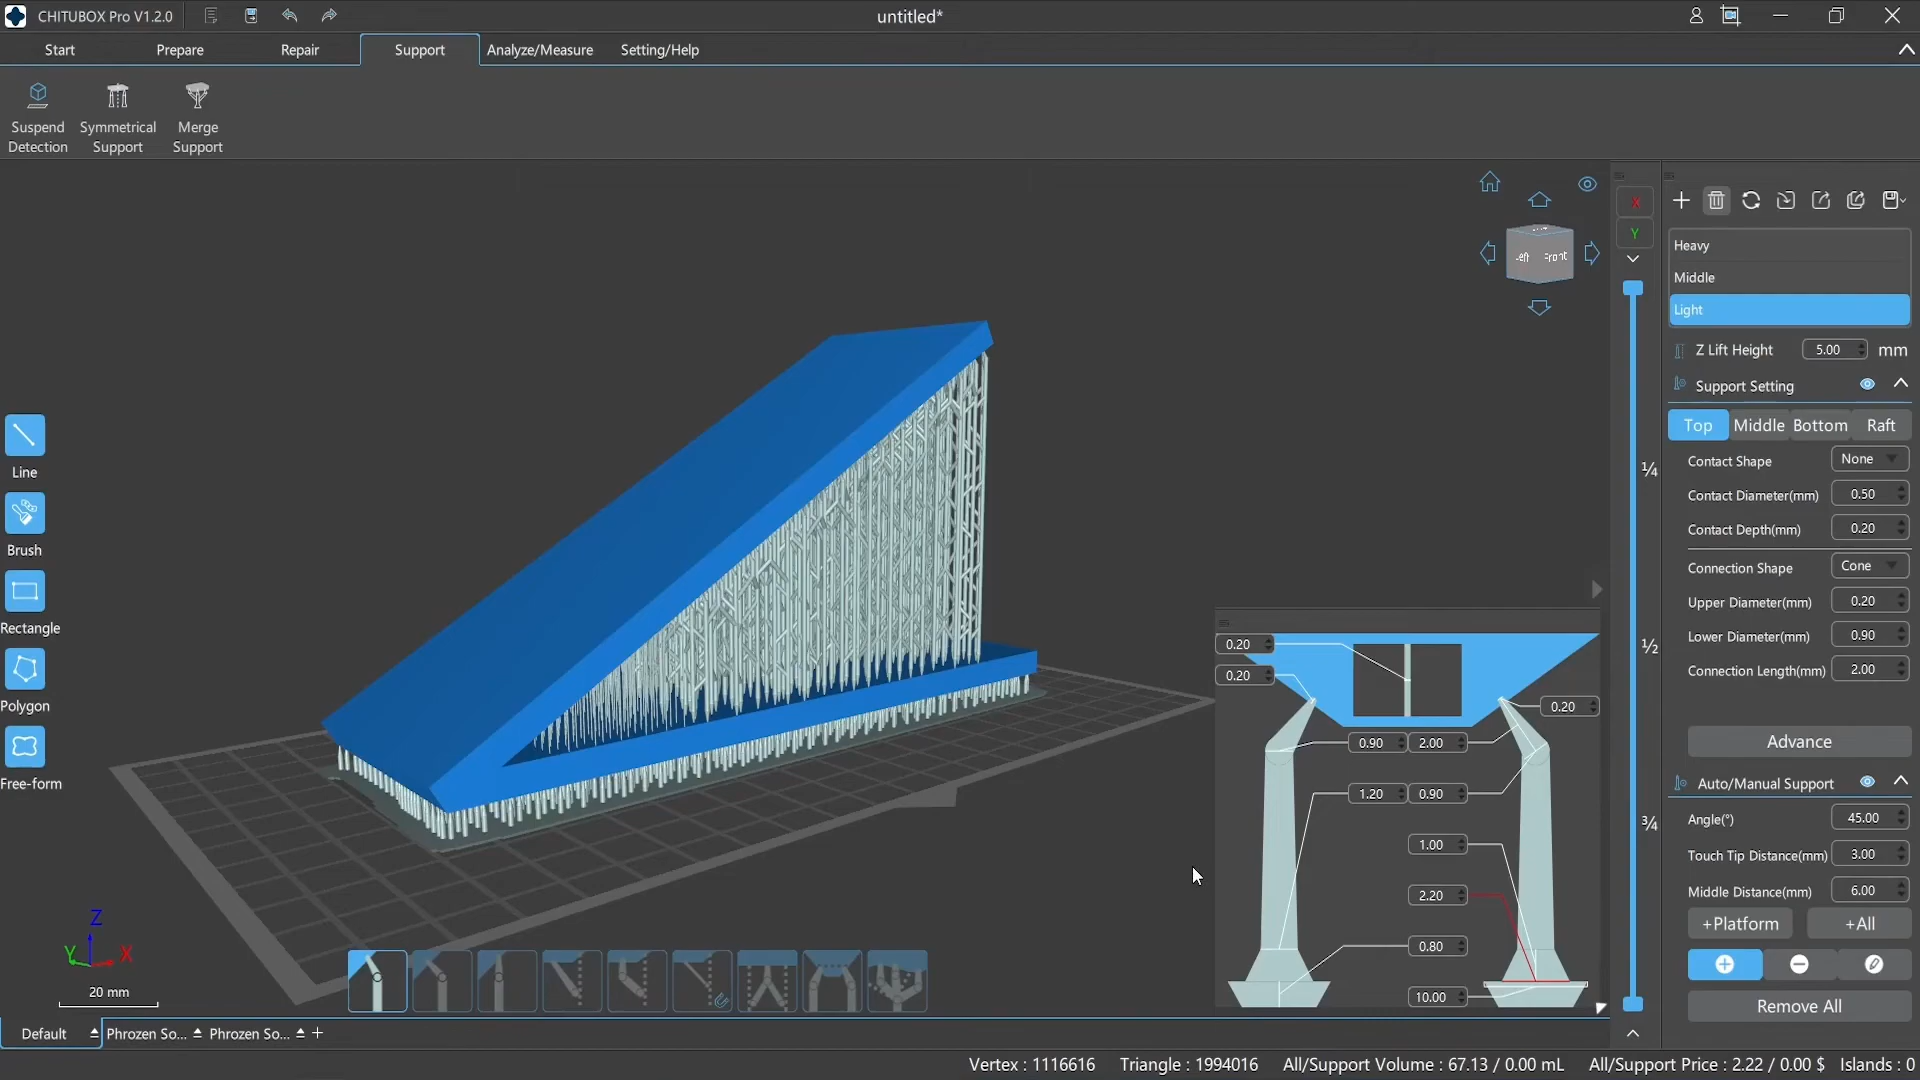 CHITUBOX Pro V1.2.0
untitled*
Start
Prepare
Repair
Support
Analyze/Measure
Setting/Help
Suspend Detection
Symmetrical Support
Merge Support
Line
Brush
Rectangle
Polygon
Free-form
Left
Front
X
Y
1/4
1/2
3/4
Heavy
Middle
Light
Z Lift Height 5.00 mm
Support Setting
Top Middle Bottom Raft
Contact Shape None
Contact Diameter(mm) 0.50
Contact Depth(mm) 0.20
Connection Shape Cone
Upper Diameter(mm) 0.20
Lower Diameter(mm) 0.90
Connection Length(mm) 2.00
Advance
Auto/Manual Support
Angle(°) 45.00
Touch Tip Distance(mm) 3.00
Middle Distance(mm) 6.00
+Platform +All
Remove All
0.20
0.20
0.20
0.90 2.00
1.20 0.90
1.00
2.20
0.80
10.00
Z
Y
X
20 mm
Default Phrozen So... Phrozen So... +
Vertex : 1116616 Triangle : 1994016 All/Support Volume : 67.13 / 0.00 mL All/Support Price : 2.22 / 0.00 $ Islands : 0